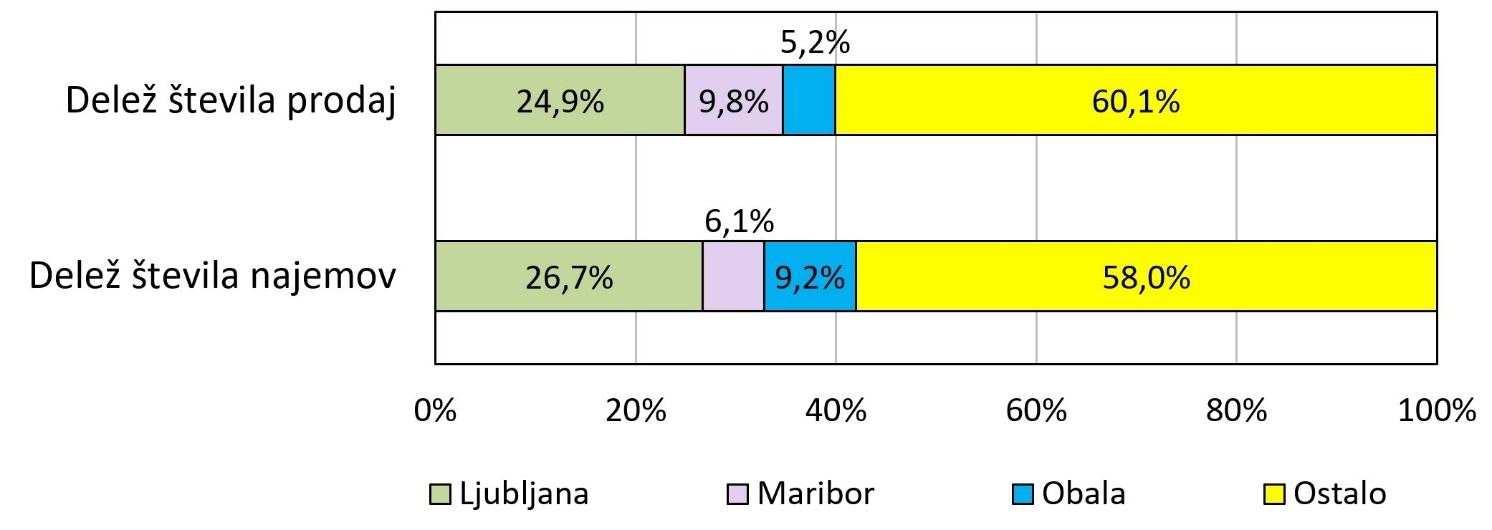 5,2%
Delež števila prodaj 24,9% 9,8% 60,1%
6,1%
Delež števila najemov 26,7% 9,2% 58,0%
0% 20% 40% 60% 80% 100%
Ljubljana Maribor Obala Ostalo